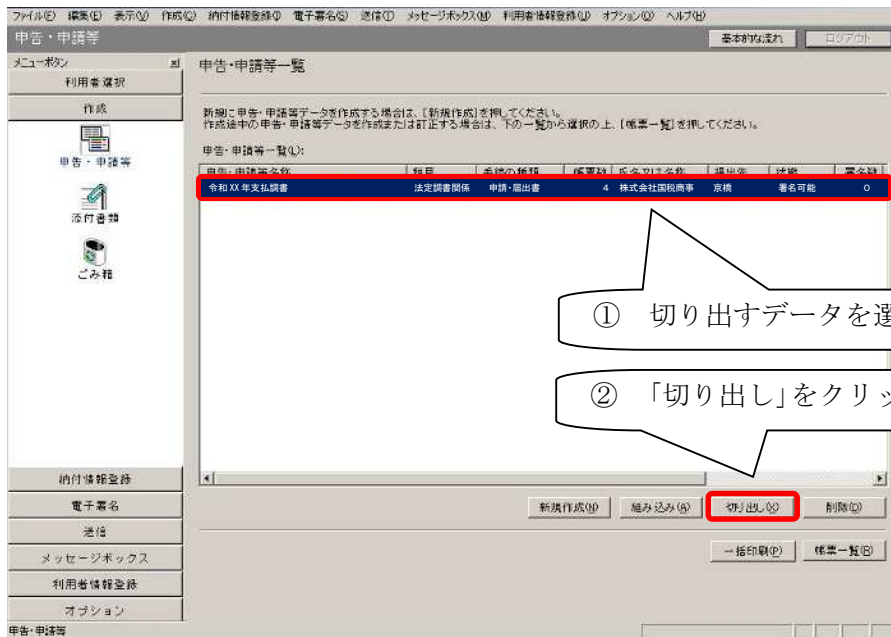 ファイル(F) 編集(E) 表示(V) 作成(C) 納付情報登録(I) 電子署名(S) 送信(T) メッセージボックス(M) 利用者情報登録(U) オプション(O) ヘルプ(H)
申告・申請等 基本的な流れ ログアウト
メニューボタン
利用者選択
作成
申告・申請等
添付書類
ごみ箱
納付情報登録
電子署名
送信
メッセージボックス
利用者情報登録
オプション
申告・申請等一覧
新規に申告・申請等データを作成する場合は、[新規作成]を押してください。
作成途中の申告・申請等データを作成または訂正する場合は、下の一覧から選択の上、[帳票一覧]を押してください。
申告・申請等一覧(L):
申告・申請等名称 税目 手続の種類 帳票数 氏名又は名称 提出先 状態 署名数
令和XX年支払調書 法定調書関係 申請・届出書 4 株式会社国税商事 京橋 署名可能 0
① 切り出すデータを選
② 「切り出し」をクリッ
新規作成(N) 組み込み(A) 切り出し(X) 削除(D)
一括印刷(P) 帳票一覧(B)
申告・申請等